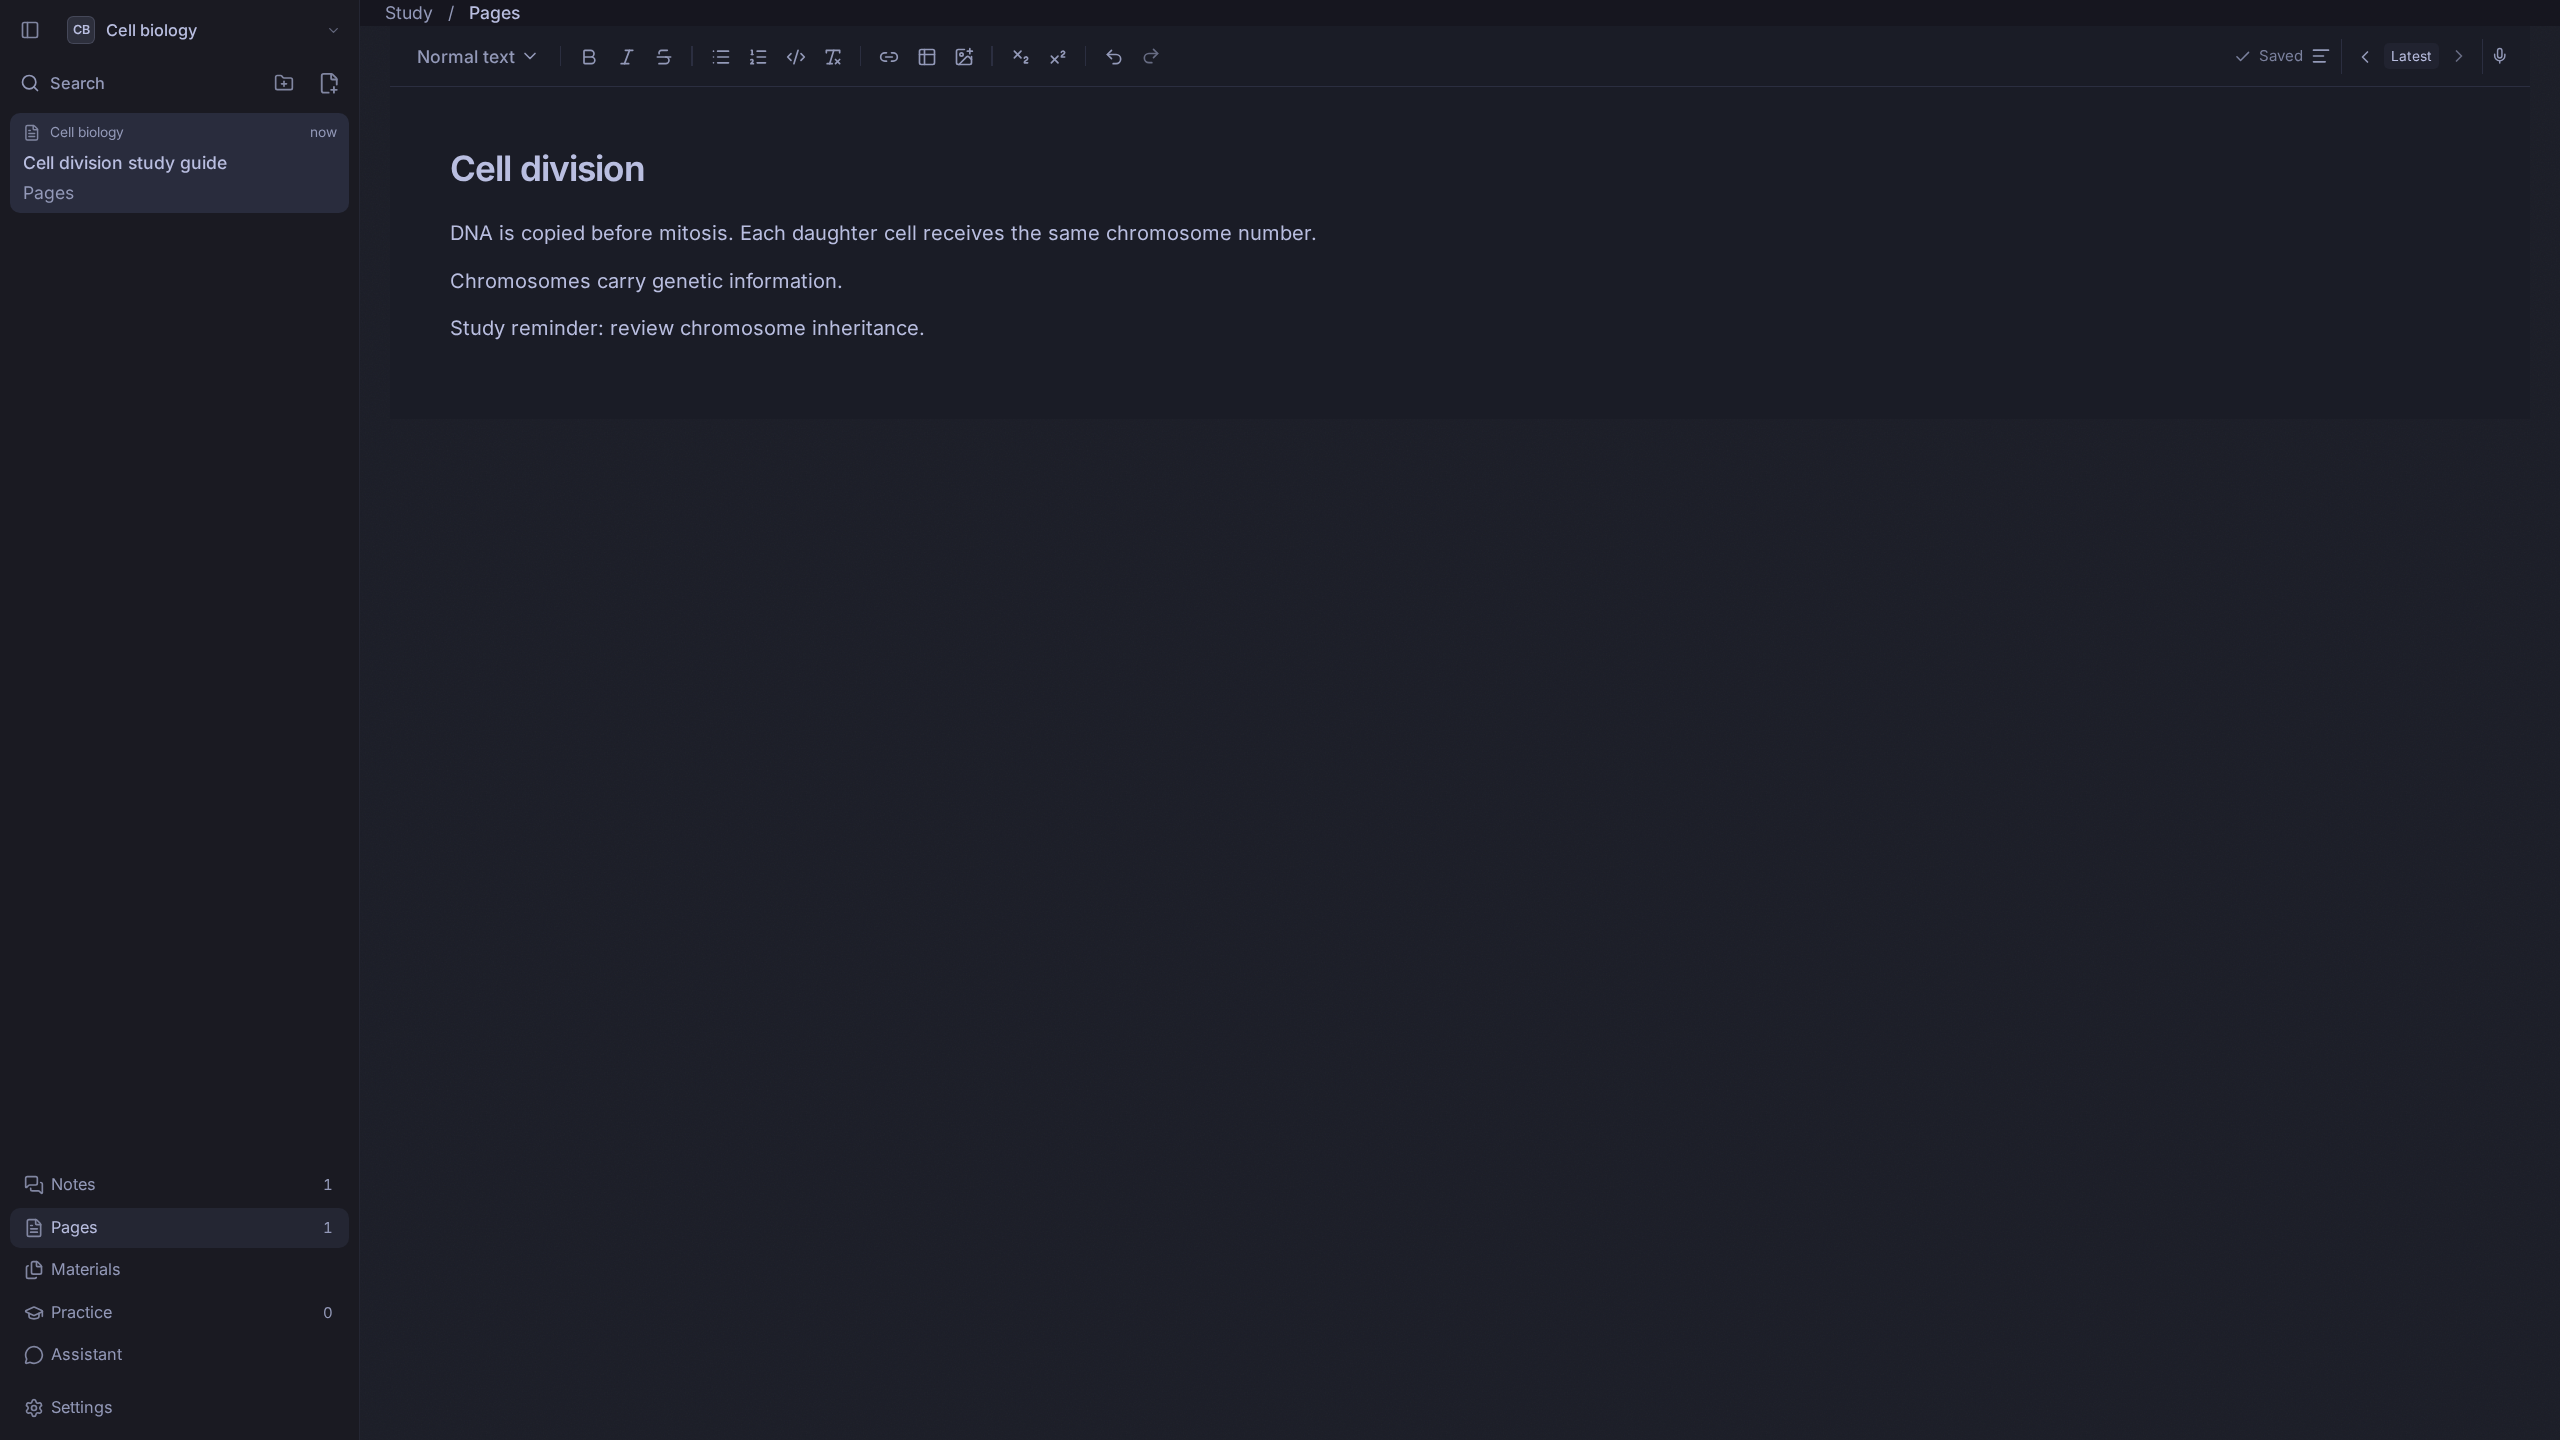 CB Cell biology
Search
Cell biology now
Cell division study guide
Pages
Notes 1
Pages 1
Materials
Practice 0
Assistant
Settings
Study / Pages
Normal text
Saved
Latest
Cell division
DNA is copied before mitosis. Each daughter cell receives the same chromosome number.
Chromosomes carry genetic information.
Study reminder: review chromosome inheritance.